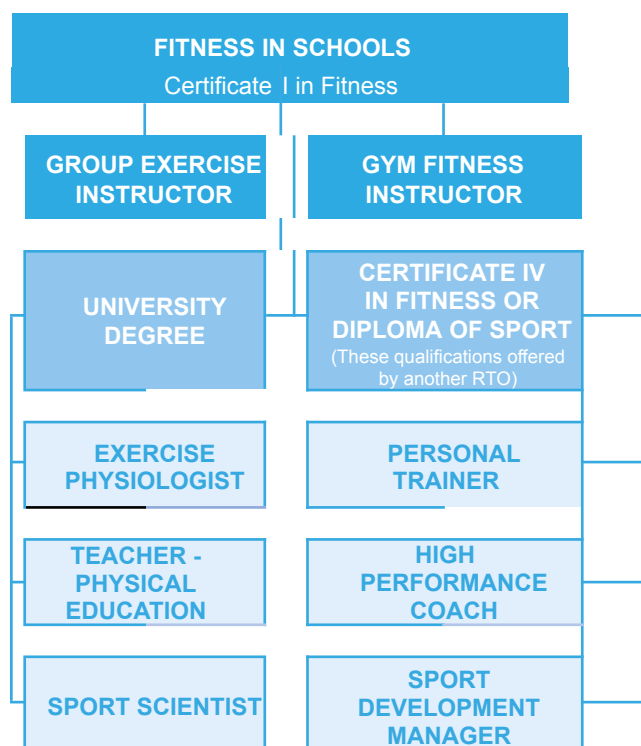 FITNESS IN SCHOOLS
Certificate I in Fitness
GROUP EXERCISE
INSTRUCTOR
GYM FITNESS
INSTRUCTOR
UNIVERSITY
DEGREE
CERTIFICATE IV
IN FITNESS OR
DIPLOMA OF SPORT
(These qualifications offered
by another RTO)
EXERCISE
PHYSIOLOGIST
PERSONAL
TRAINER
TEACHER -
PHYSICAL
EDUCATION
HIGH
PERFORMANCE
COACH
SPORT SCIENTIST
SPORT
DEVELOPMENT
MANAGER